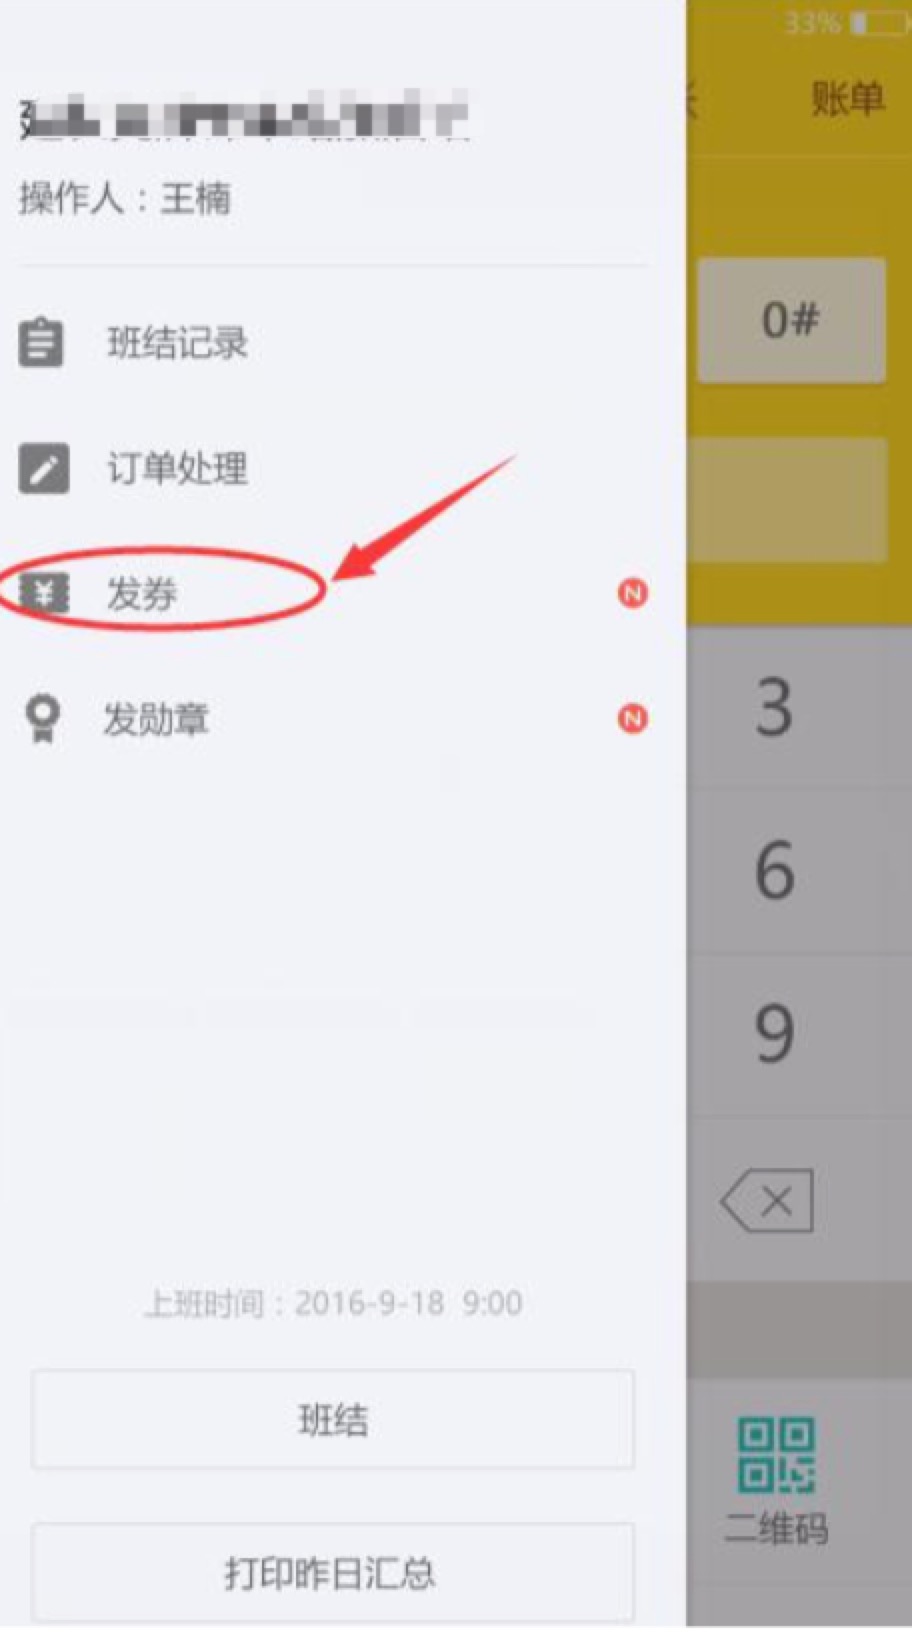 33%
账单
操作人：王楠
0#
班结记录
订单处理
¥ 发券 N
发勋章 N
3
6
9
上班时间：2016-9-18 9:00
班结
二维码
打印昨日汇总